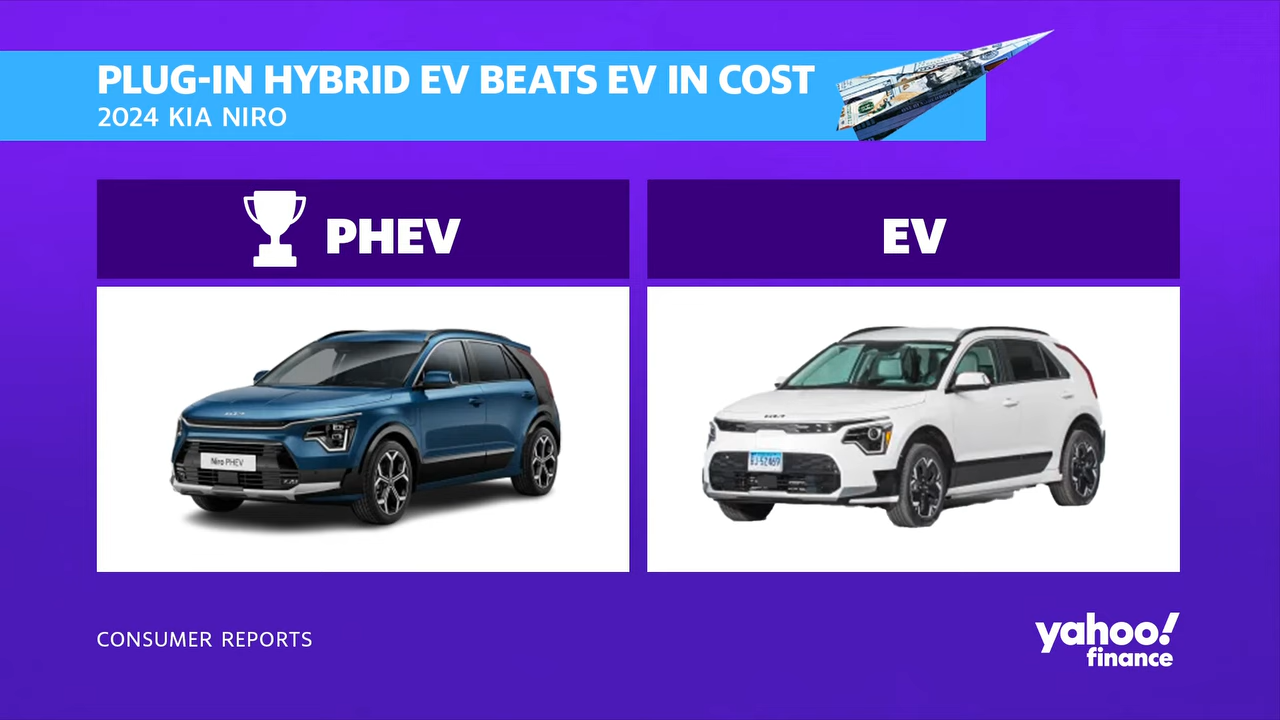 PLUG-IN HYBRID EV BEATS EV IN COST
2024 KIA NIRO
PHEV
EV
Niro PHEV
CONSUMER REPORTS
yahoo!
finance